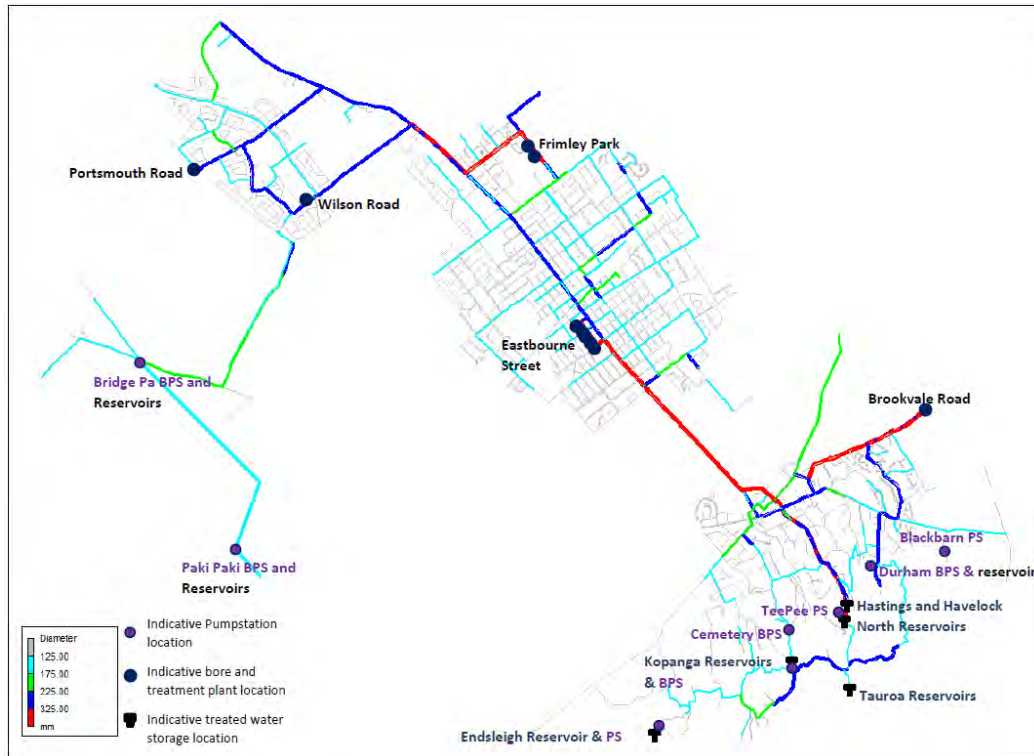 Frimley Park
Portsmouth Road
Wilson Road
Eastbourne
Street
Bridge Pa BPS and
Reservoirs
Brookvale Road
Paki Paki BPS and
Reservoirs
Blackbarn PS
Durham BPS & reservoir
TeePee PS
Hastings and Havelock
North Reservoirs
Cemetery BPS
Kopanga Reservoirs
& BPS
Tauroa Reservoirs
Endsleigh Reservoir & PS
Diameter
125.00
175.00
225.00
325.00
mm
Indicative Pumpstation
location
Indicative bore and
treatment plant location
Indicative treated water
storage location